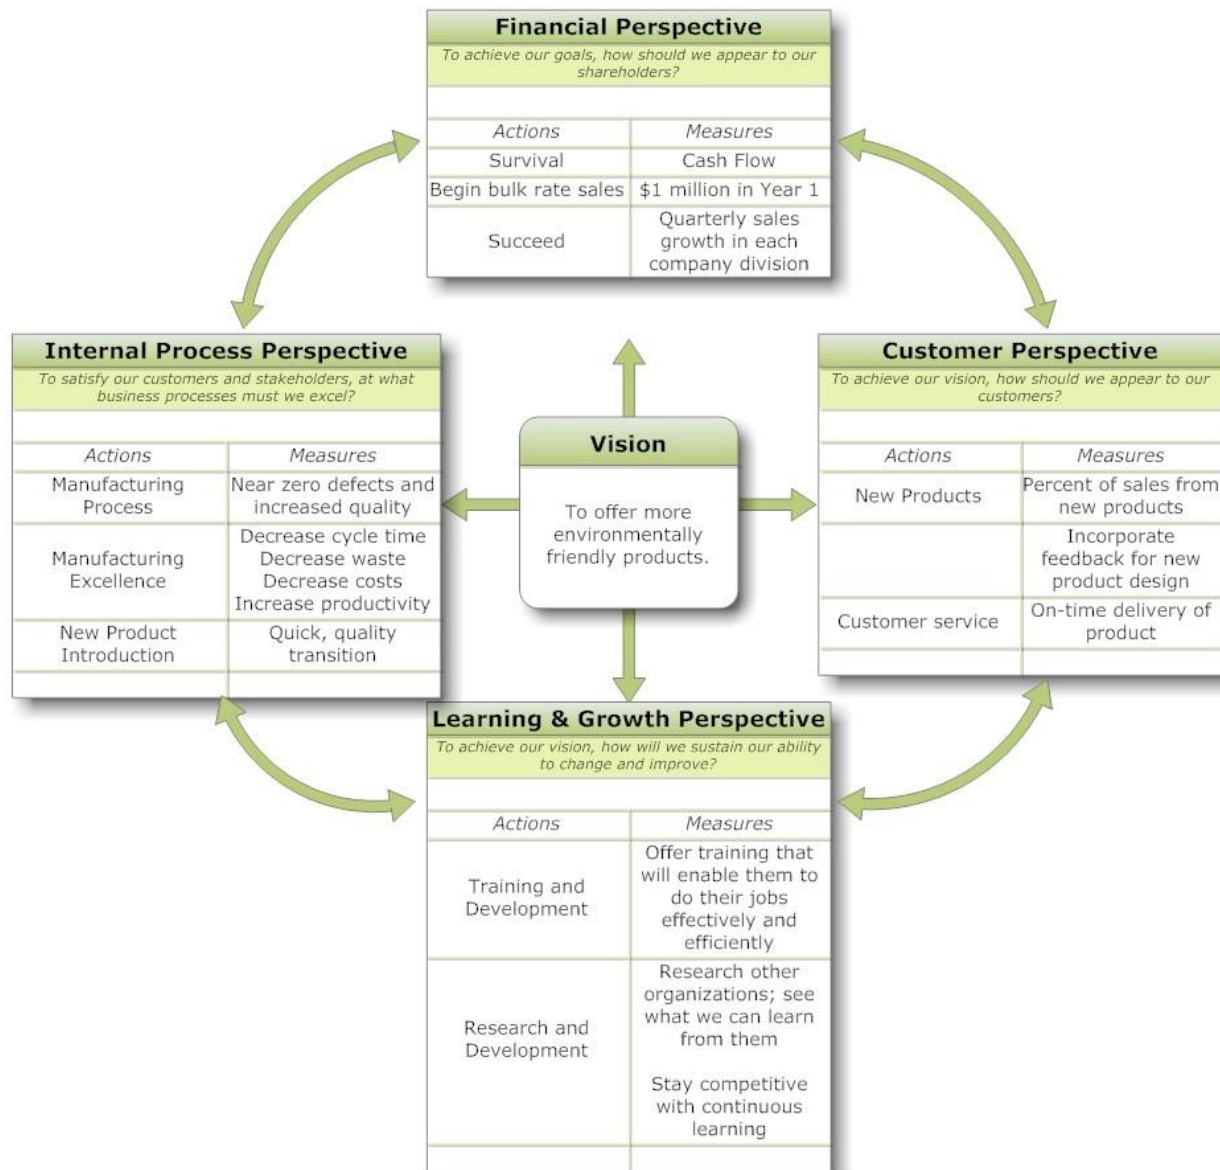 Financial Perspective
To achieve our goals, how should we appear to our
shareholders?
Actions
Measures
Survival
Cash Flow
Begin bulk rate sales
$1 million in Year 1
Succeed
Quarterly sales
growth in each
company division
Internal Process Perspective
To satisfy our customers and stakeholders, at what
business processes must we excel?
Actions
Measures
Manufacturing
Process
Near zero defects and
increased quality
Manufacturing
Excellence
Decrease cycle time
Decrease waste
Decrease costs
Increase productivity
New Product
Introduction
Quick, quality
transition
Vision
To offer more
environmentally
friendly products.
Customer Perspective
To achieve our vision, how should we appear to our
customers?
Actions
Measures
New Products
Percent of sales from
new products
Incorporate
feedback for new
product design
Customer service
On-time delivery of
product
Learning & Growth Perspective
To achieve our vision, how will we sustain our ability
to change and improve?
Actions
Measures
Training and
Development
Offer training that
will enable them to
do their jobs
effectively and
efficiently
Research and
Development
Research other
organizations; see
what we can learn
from them
Stay competitive
with continuous
learning